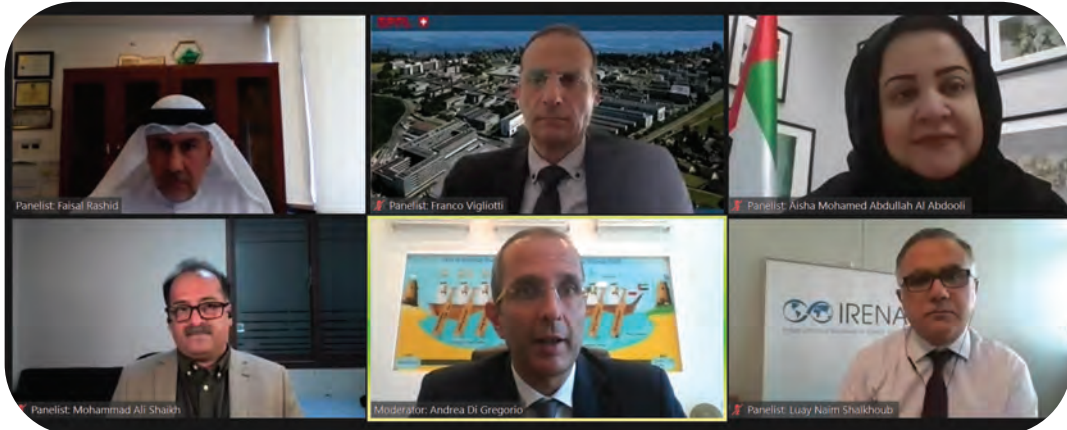 EPFL
Panelist: Faisal Rashid
Panelist: Franco Vigliotti
Panelist: Aisha Mohamed Abdullah Al Abdooli
IRENA
Panelist: Mohammad Ali Shaikh
Moderator: Andrea Di Gregorio
Panelist: Luay Naim Shaikhoub